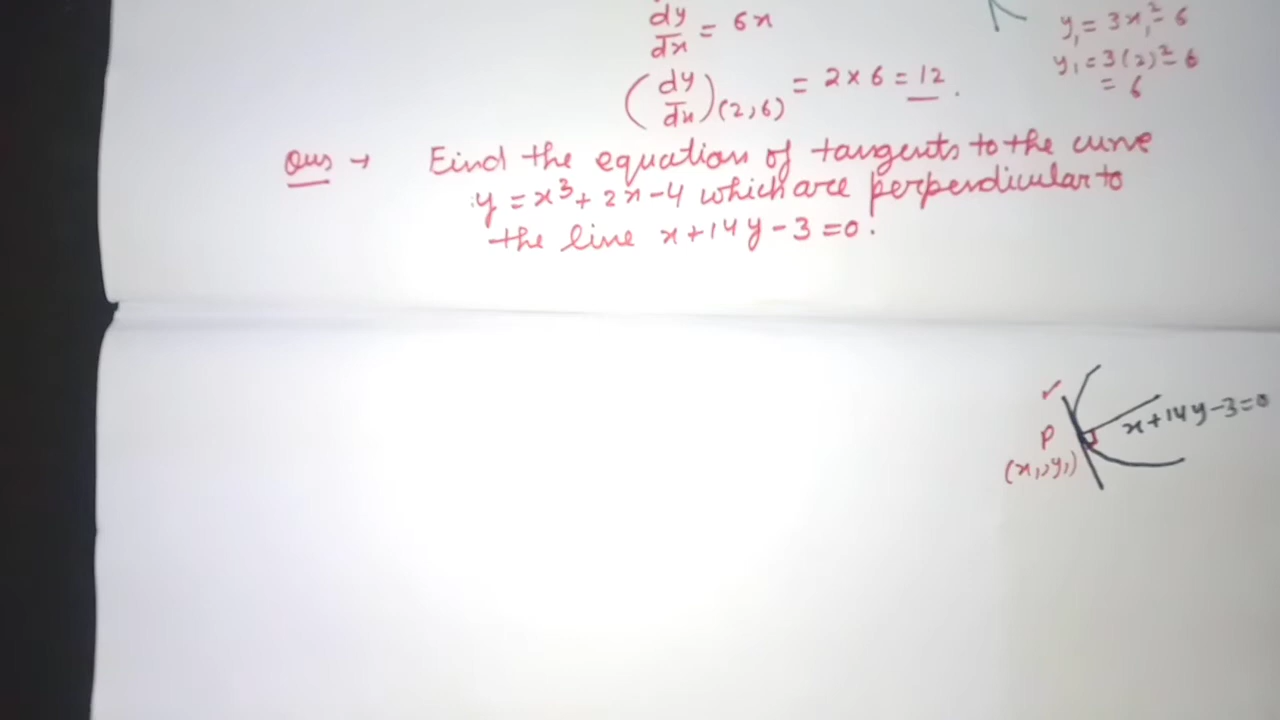 dy/dx = 6x
(dy/dx)(2,6) = 2 × 6 = 12.
y₁ = 3x₁² - 6
y₁ = 3(2)² - 6
= 6
Qus → Find the equation of tangents to the curve
y = x³ + 2x - 4 which are perpendicular to
the line x + 14y - 3 = 0.
✓
P
(x₁, y₁)
x + 14y - 3 = 0